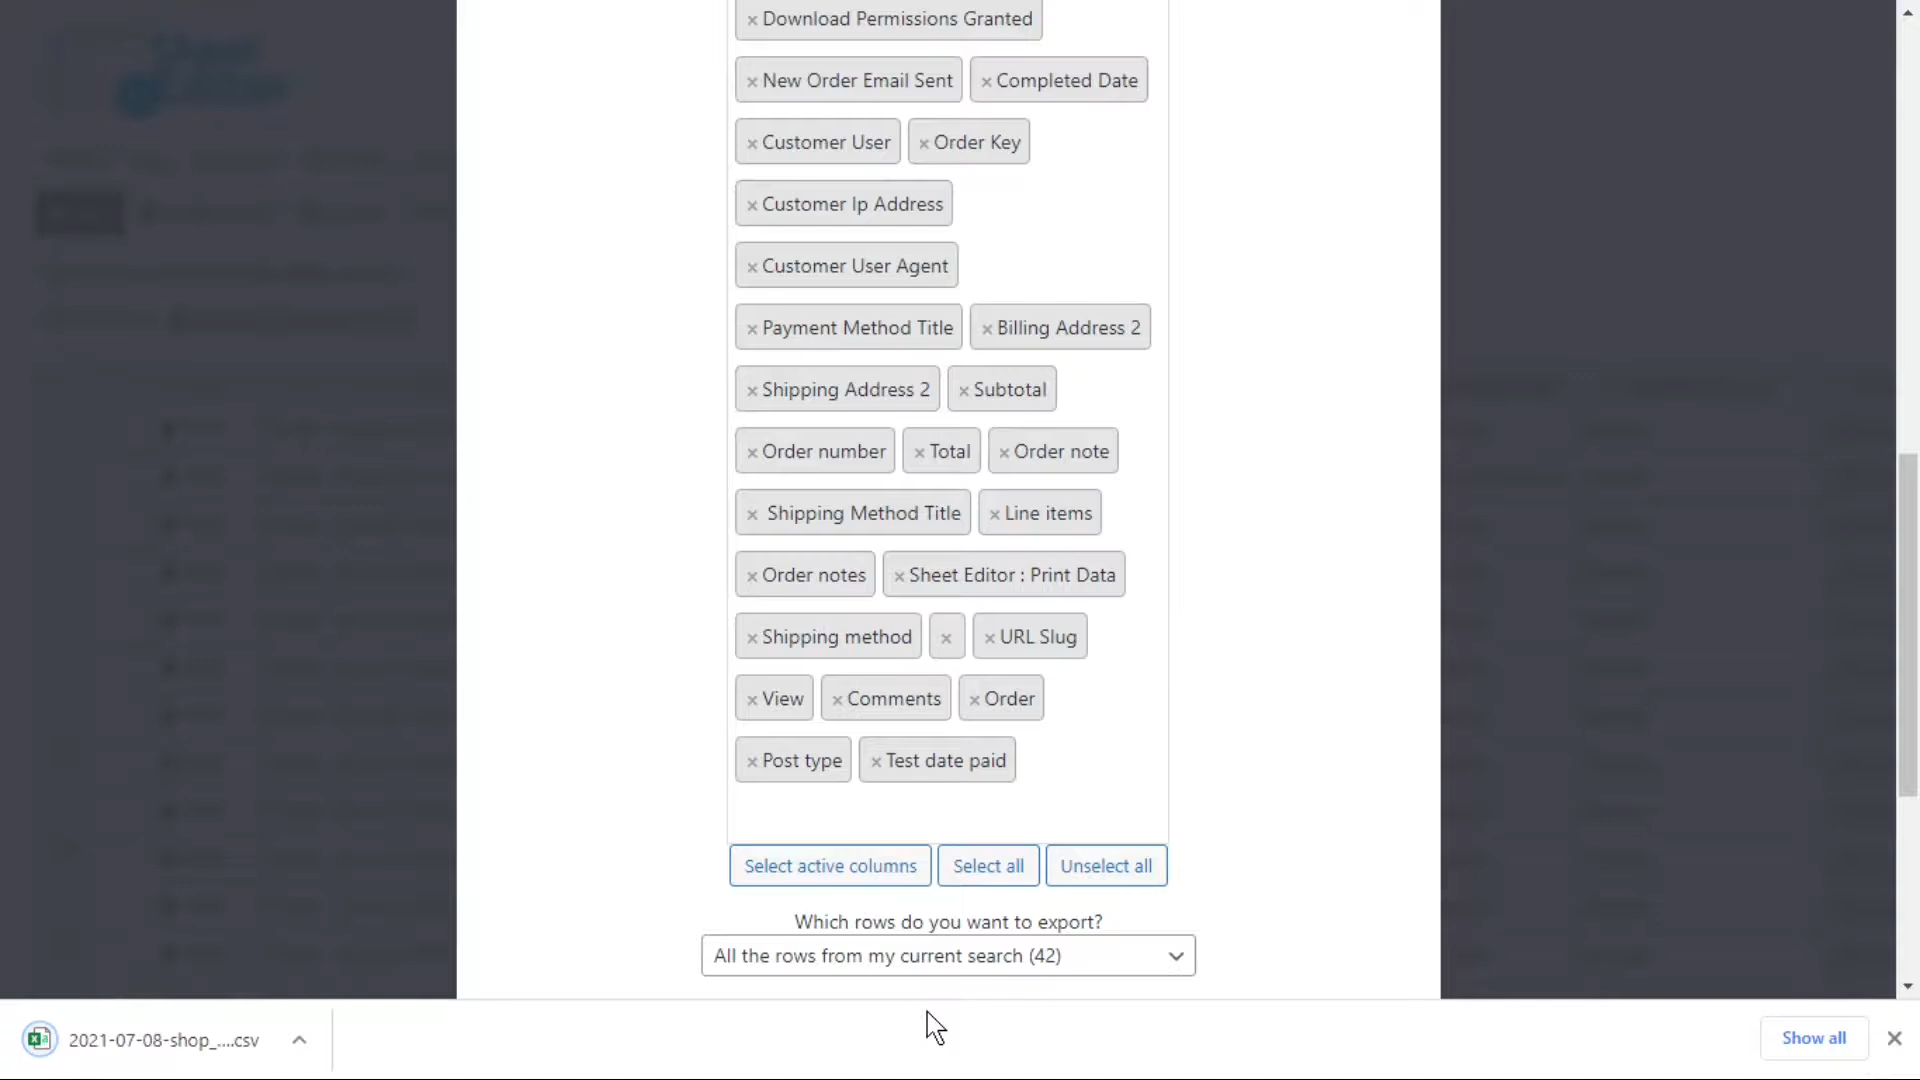 × Download Permissions Granted
× New Order Email Sent × Completed Date
× Customer User × Order Key
× Customer Ip Address
× Customer User Agent
× Payment Method Title × Billing Address 2
× Shipping Address 2 × Subtotal
× Order number × Total × Order note
× Shipping Method Title × Line items
× Order notes × Sheet Editor : Print Data
× Shipping method × × URL Slug
× View × Comments × Order
× Post type × Test date paid
Select active columns Select all Unselect all
Which rows do you want to export?
All the rows from my current search (42)
2021-07-08-shop_....csv Show all